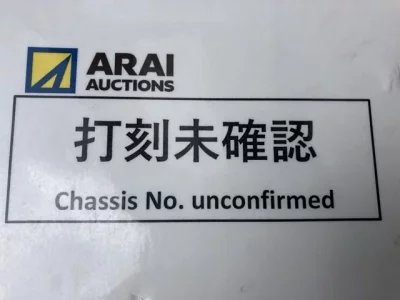 ARAI
AUCTIONS
打刻未確認
Chassis No. unconfirmed